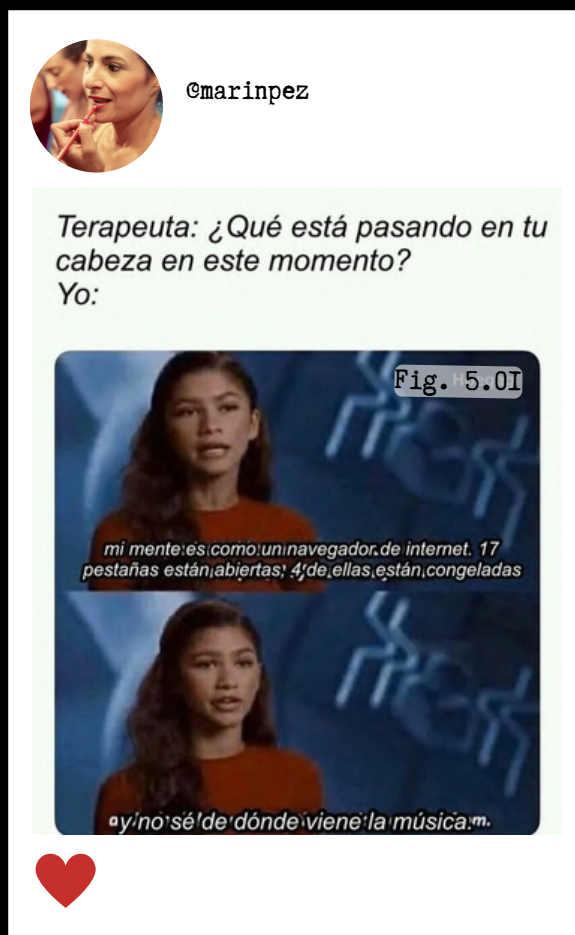 @marinpez
Terapeuta: ¿Qué está pasando en tu
cabeza en este momento?
Yo:
Fig. 5.0I
mi mente es como un navegador de internet. 17
pestañas están abiertas; 4 de ellas están congeladas
y no sé de dónde viene la música.